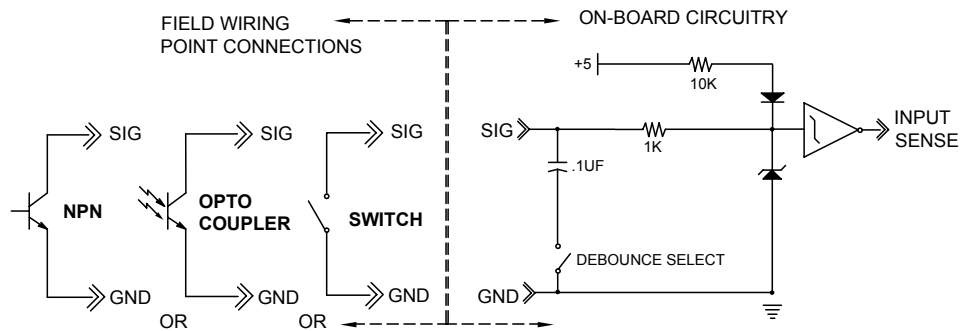 FIELD WIRING
POINT CONNECTIONS
ON-BOARD CIRCUITRY
+5
10K
SIG
SIG
SIG
SIG
1K
INPUT
SENSE
.1UF
NPN
OPTO
COUPLER
SWITCH
DEBOUNCE SELECT
GND
GND
GND
GND
OR
OR